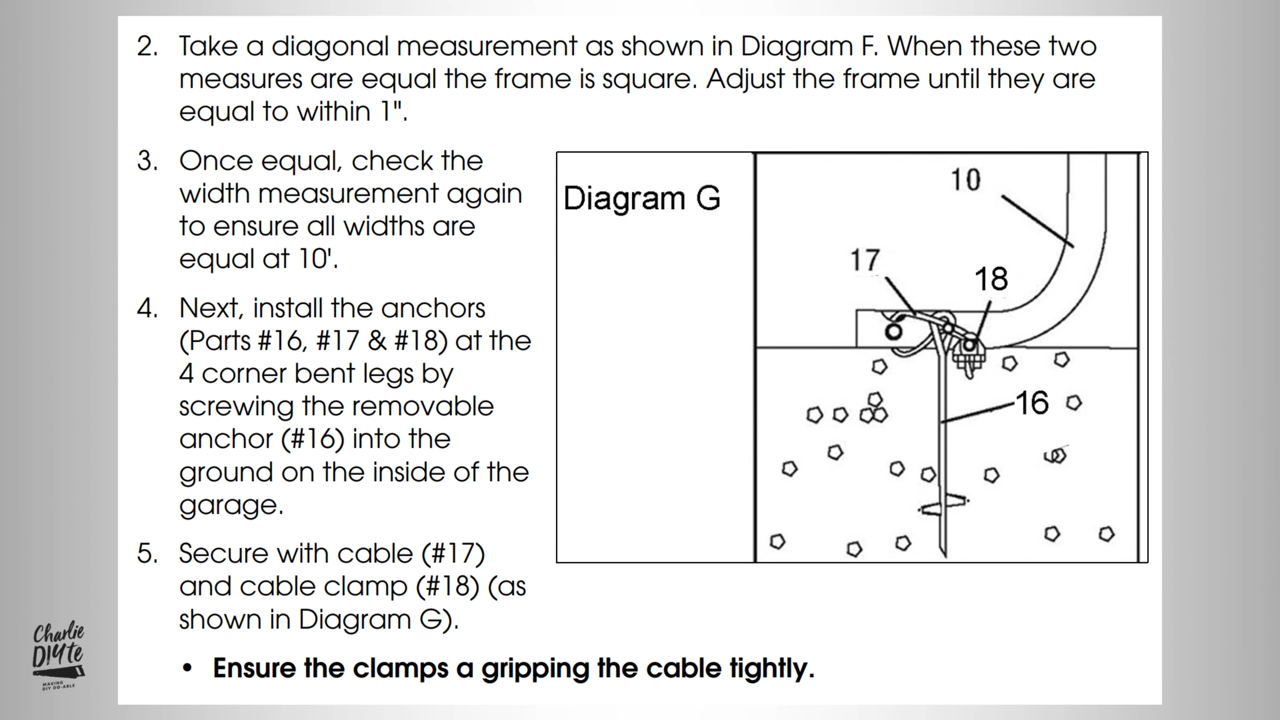 2. Take a diagonal measurement as shown in Diagram F. When these two
measures are equal the frame is square. Adjust the frame until they are
equal to within 1".
3. Once equal, check the
width measurement again
to ensure all widths are
equal at 10'.
4. Next, install the anchors
(Parts #16, #17 & #18) at the
4 corner bent legs by
screwing the removable
anchor (#16) into the
ground on the inside of the
garage.
5. Secure with cable (#17)
and cable clamp (#18) (as
shown in Diagram G).
• Ensure the clamps a gripping the cable tightly.
Diagram G
10
17
18
16
Charlie
DIYte
MAKING
DIY DO-ABLE